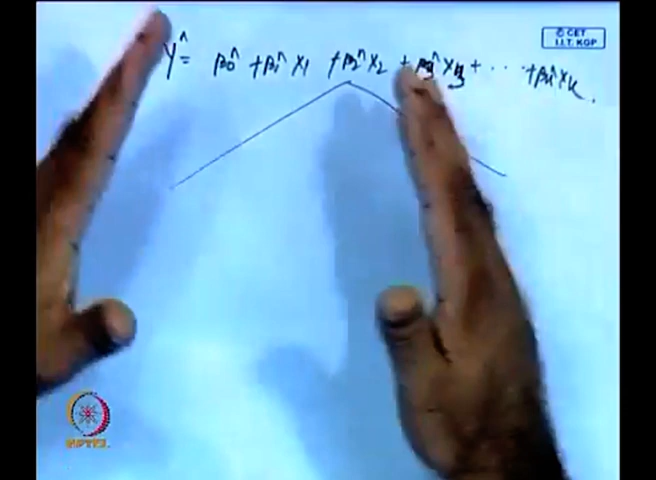 Ŷ = β0^ + β1^ X1 + β2^ X2 + β3^ X3 + ... + βk^ Xk.
© CET
I.I.T. KGP
NPTEL